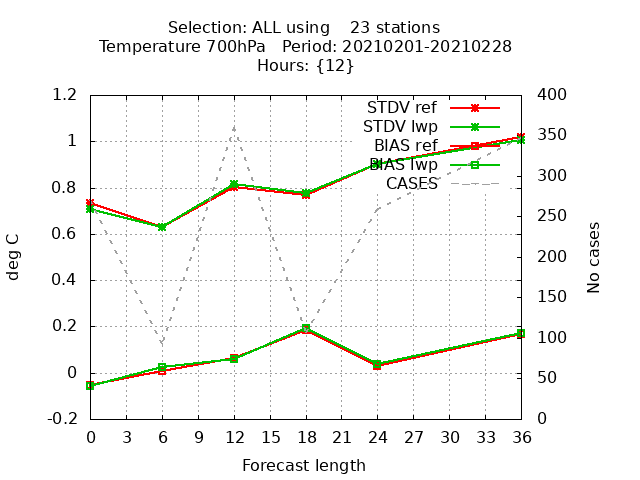 Selection: ALL using    23 stations
Temperature 700hPa   Period: 20210201-20210228
Hours: {12}
STDV ref
STDV lwp
BIAS ref
BIAS lwp
CASES
1.2
1
0.8
0.6
0.4
0.2
0
-0.2
deg C
400
350
300
250
200
150
100
50
0
No cases
0 3 6 9 12 15 18 21 24 27 30 33 36
Forecast length